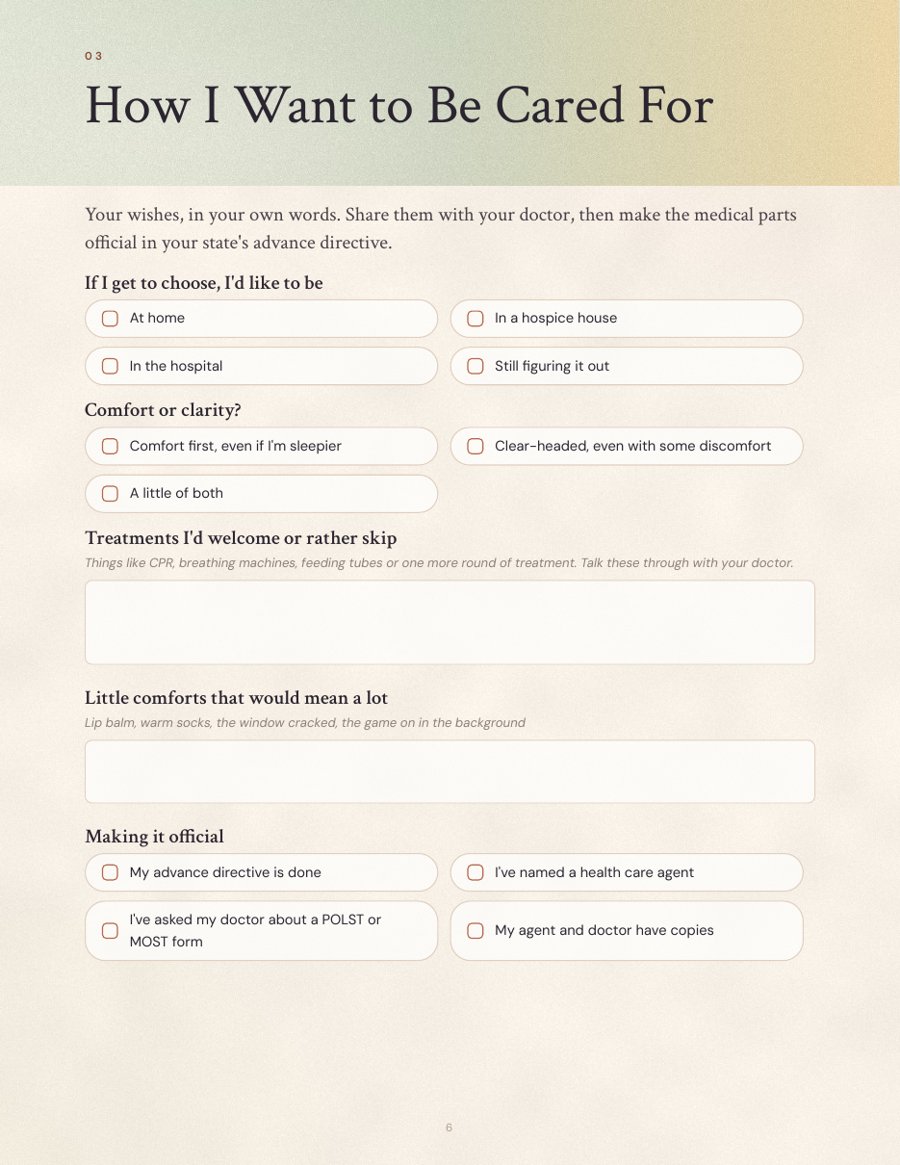 03
How I Want to Be Cared For
Your wishes, in your own words. Share them with your doctor, then make the medical parts
official in your state's advance directive.
If I get to choose, I'd like to be
At home
In a hospice house
In the hospital
Still figuring it out
Comfort or clarity?
Comfort first, even if I'm sleepier
Clear-headed, even with some discomfort
A little of both
Treatments I'd welcome or rather skip
Things like CPR, breathing machines, feeding tubes or one more round of treatment. Talk these through with your doctor.
Little comforts that would mean a lot
Lip balm, warm socks, the window cracked, the game on in the background
Making it official
My advance directive is done
I've named a health care agent
I've asked my doctor about a POLST or
MOST form
My agent and doctor have copies
6